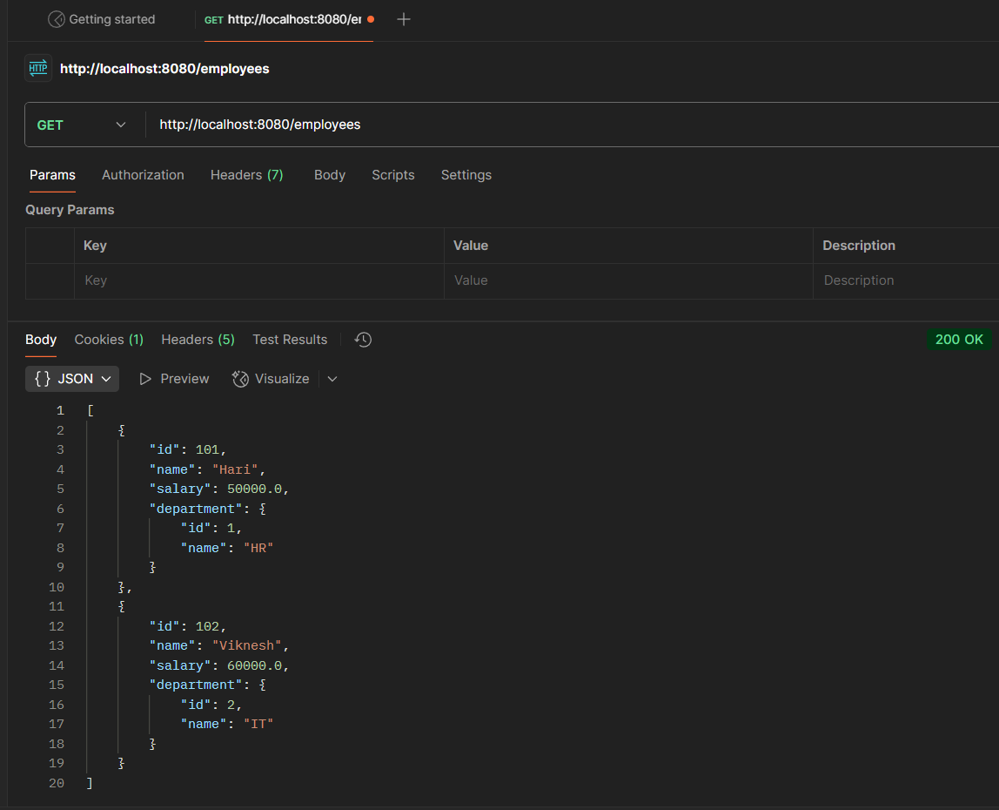 Getting started GET http://localhost:8080/er
HTTP http://localhost:8080/employees
GET http://localhost:8080/employees
Params Authorization Headers (7) Body Scripts Settings
Query Params
Key Value Description
Key Value Description
Body Cookies (1) Headers (5) Test Results 200 OK
{} JSON Preview Visualize
1 [
2 {
3 "id": 101,
4 "name": "Hari",
5 "salary": 50000.0,
6 "department": {
7 "id": 1,
8 "name": "HR"
9 }
10 },
11 {
12 "id": 102,
13 "name": "Viknesh",
14 "salary": 60000.0,
15 "department": {
16 "id": 2,
17 "name": "IT"
18 }
19 }
20 ]